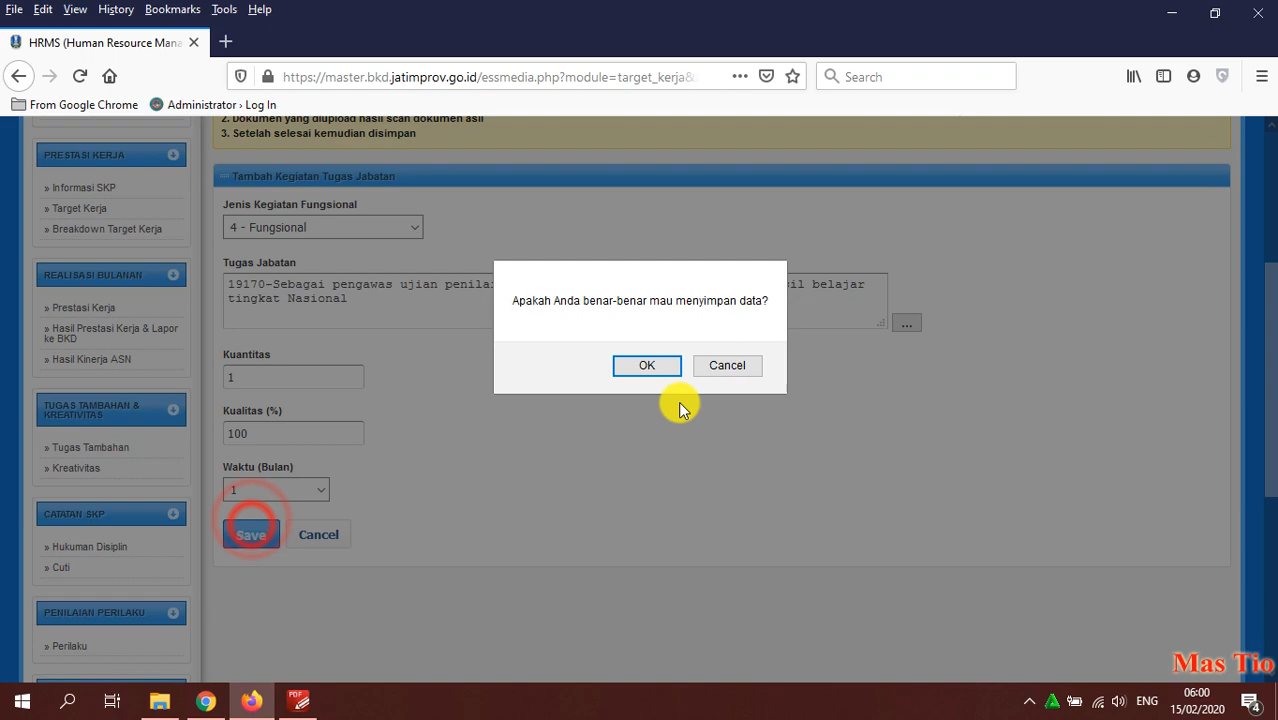 File Edit View History Bookmarks Tools Help
HRMS (Human Resource Mana
https://master.bkd.jatimprov.go.id/essmedia.php?module=target_kerja&
Search
From Google Chrome Administrator › Log In
2. Dokumen yang diupload hasil scan dokumen asli
3. Setelah selesai kemudian disimpan
PRESTASI KERJA
» Informasi SKP
» Target Kerja
» Breakdown Target Kerja
REALISASI BULANAN
» Prestasi Kerja
» Hasil Prestasi Kerja & Lapor
ke BKD
» Hasil Kinerja ASN
TUGAS TAMBAHAN &
KREATIVITAS
» Tugas Tambahan
» Kreativitas
CATATAN SKP
» Hukuman Disiplin
» Cuti
PENILAIAN PERILAKU
» Perilaku
Tambah Kegiatan Tugas Jabatan
Jenis Kegiatan Fungsional
4 - Fungsional
Tugas Jabatan
19170-Sebagai pengawas ujian penilai
il belajar
tingkat Nasional
...
Kuantitas
1
Kualitas (%)
100
Waktu (Bulan)
1
Save Cancel
Apakah Anda benar-benar mau menyimpan data?
OK Cancel
Mas Tio
PDF
ENG
06:00
15/02/2020
4